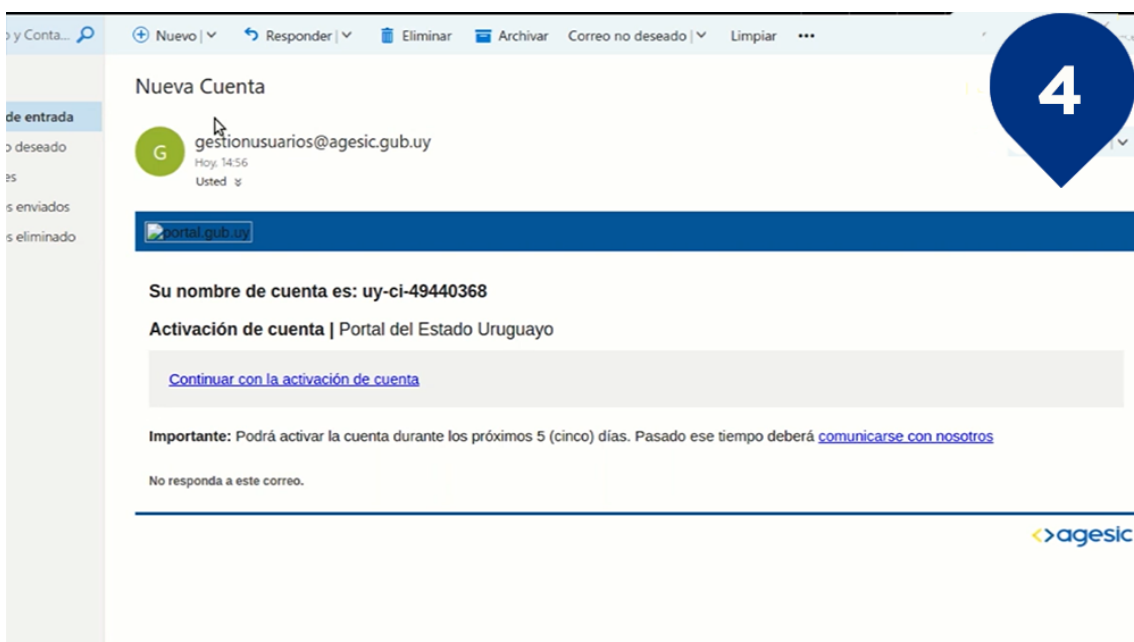 y Conta...
Nuevo
Responder
Eliminar
Archivar
Correo no deseado
Limpiar
4
Nueva Cuenta
de entrada
deseado
es
s enviados
s eliminado
G
gestionusuarios@agesic.gub.uy
Hoy, 14:56
Usted
portal.gub.uy
Su nombre de cuenta es: uy-ci-49440368
Activación de cuenta | Portal del Estado Uruguayo
Continuar con la activación de cuenta
Importante: Podrá activar la cuenta durante los próximos 5 (cinco) días. Pasado ese tiempo deberá comunicarse con nosotros
No responda a este correo.
agesic